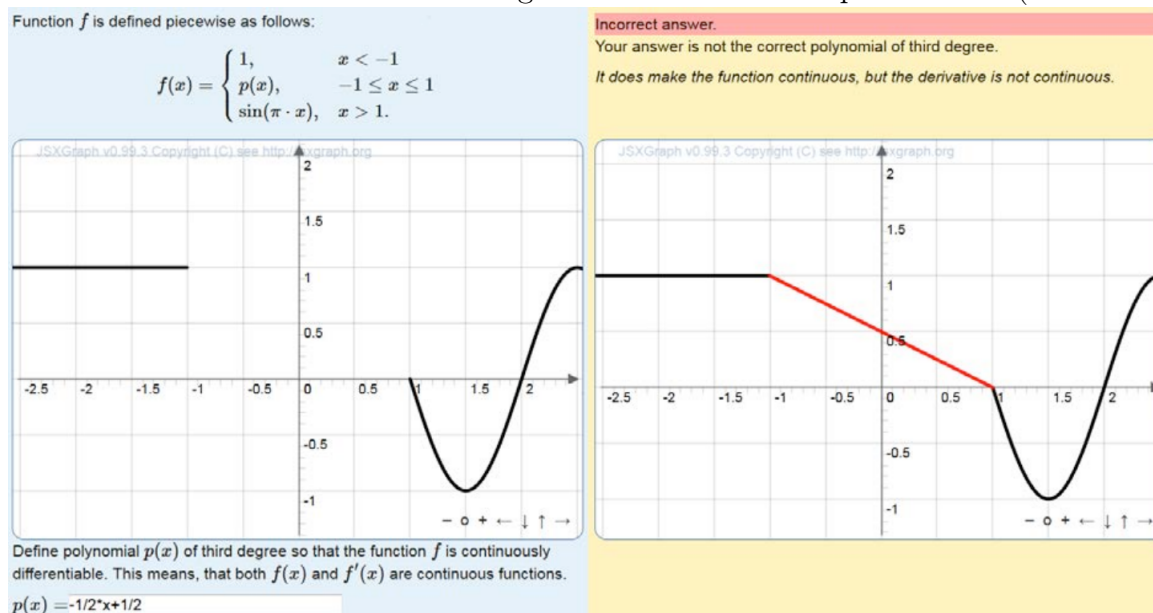 Function f is defined piecewise as follows:
f(x) = { 1, x < −1
p(x), −1 ≤ x ≤ 1
sin(π · x), x > 1.
JSXGraph v0.99.3 Copyright (C) see http://jsxgraph.org
2
1.5
1
0.5
-2.5 -2 -1.5 -1 -0.5 0 0.5 1 1.5 2
-0.5
-1
− o + ← ↓ ↑ →
Define polynomial p(x) of third degree so that the function f is continuously
differentiable. This means, that both f(x) and f′(x) are continuous functions.
p(x) =-1/2*x+1/2
Incorrect answer.
Your answer is not the correct polynomial of third degree.
It does make the function continuous, but the derivative is not continuous.
JSXGraph v0.99.3 Copyright (C) see http://jsxgraph.org
2
1.5
1
0.5
-2.5 -2 -1.5 -1 -0.5 0 0.5 1 1.5 2
-0.5
-1
− o + ← ↓ ↑ →